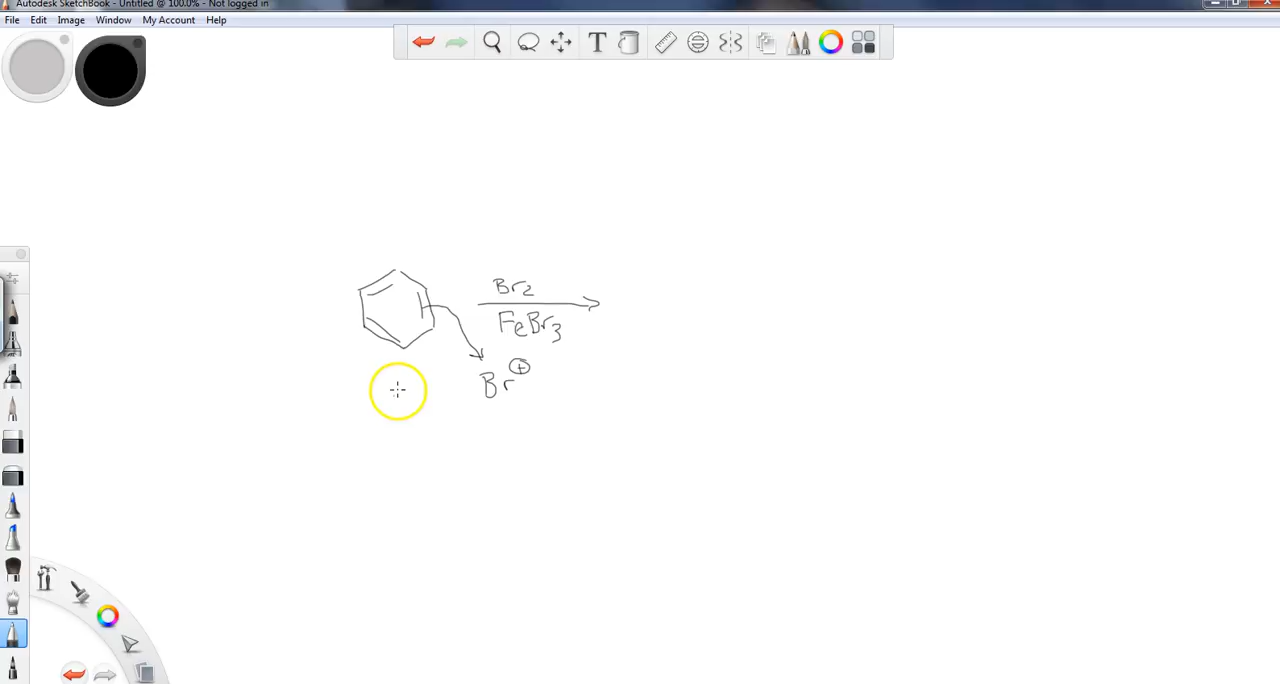 Autodesk SketchBook - Untitled @ 100.0% - Not logged in
File Edit Image Window My Account Help
T
Br2
FeBr3
Br⊕